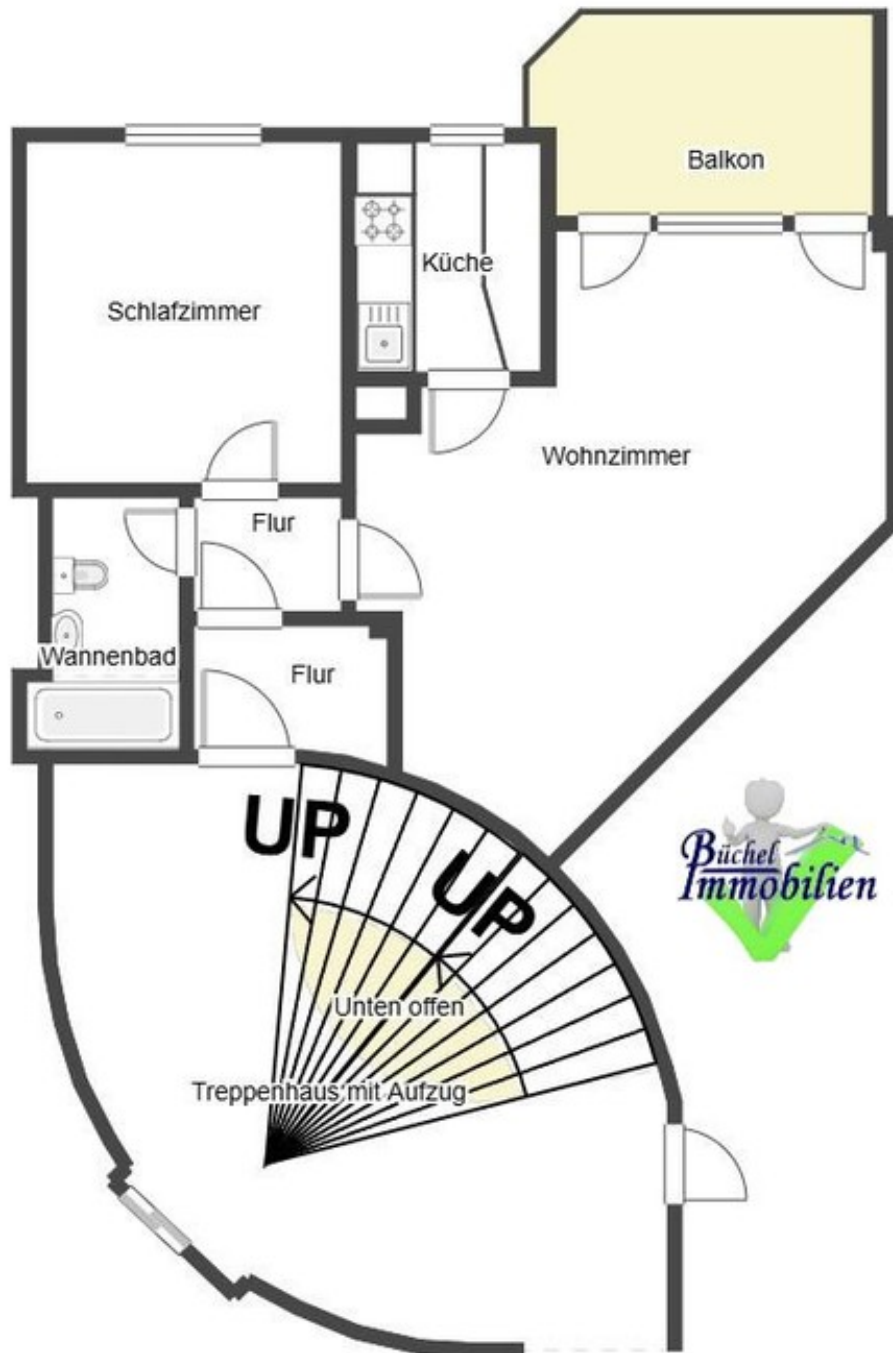 Balkon
Küche
Schlafzimmer
Wohnzimmer
Flur
Wannenbad
Flur
UP
UP
Büchel
Immobilien
Unten offen
Treppenhaus mit Aufzug